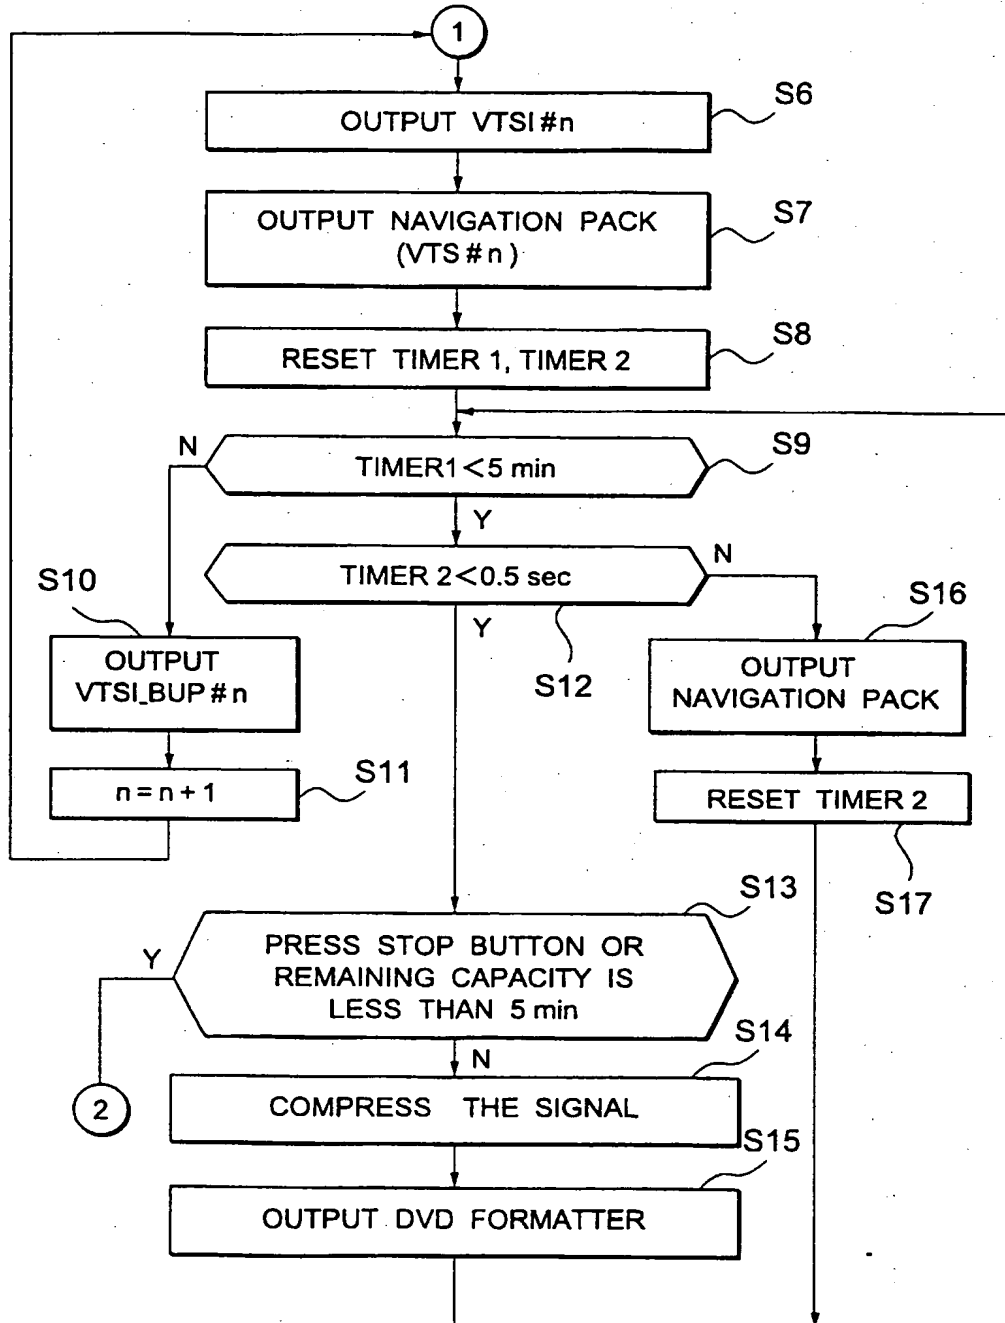 1
OUTPUT VTSI #n
S6
OUTPUT NAVIGATION PACK
(VTS #n)
S7
RESET TIMER 1, TIMER 2
S8
N
TIMER1<5 min
S9
Y
TIMER 2<0.5 sec
N
S10
S12
S16
Y
OUTPUT
VTSI_BUP #n
OUTPUT
NAVIGATION PACK
n=n+1
S11
RESET TIMER 2
S17
S13
Y
PRESS STOP BUTTON OR
REMAINING CAPACITY IS
LESS THAN 5 min
N
S14
2
COMPRESS THE SIGNAL
S15
OUTPUT DVD FORMATTER